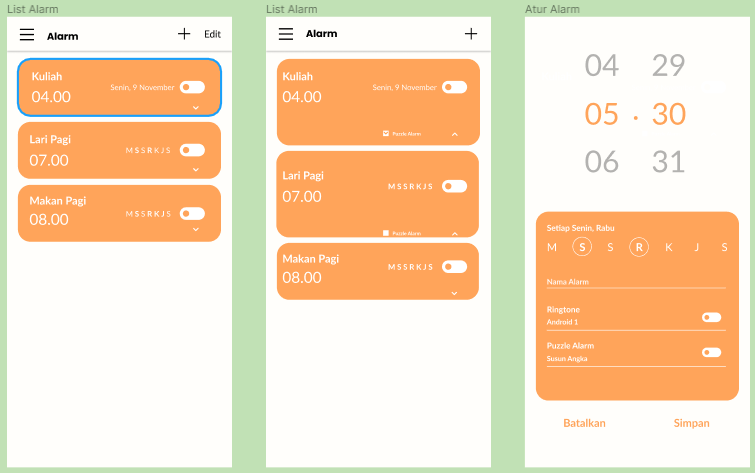 List Alarm
Alarm
Edit
Kuliah
04.00
Senin, 9 November
Lari Pagi
07.00
M S S R K J S
Makan Pagi
08.00
M S S R K J S
List Alarm
Alarm
Kuliah
04.00
Senin, 9 November
Puzzle Alarm
Lari Pagi
07.00
M S S R K J S
Puzzle Alarm
Makan Pagi
08.00
M S S R K J S
Atur Alarm
04 29
05 . 30
06 31
Setiap Senin, Rabu
M S S R K J S
Nama Alarm
Ringtone
Android 1
Puzzle Alarm
Susun Angka
Batalkan
Simpan